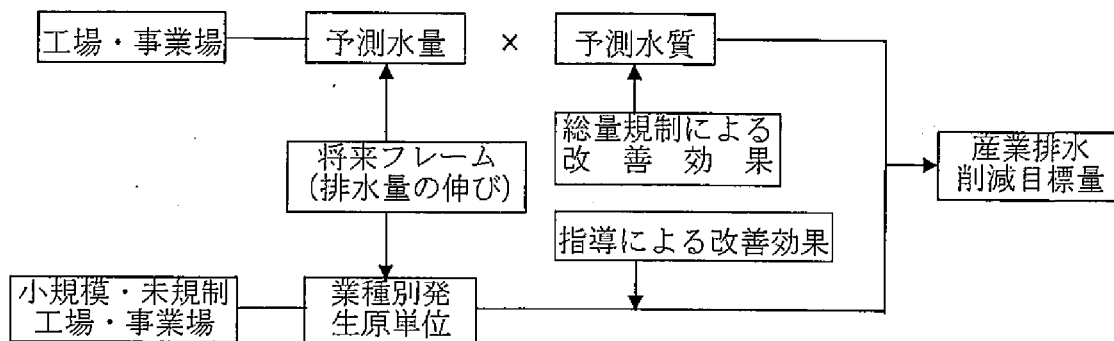 工場・事業場
予測水量
×
予測水質
総量規制による
改善効果
将来フレーム
(排水量の伸び)
産業排水
削減目標量
指導による改善効果
小規模・未規制
工場・事業場
業種別発
生原単位